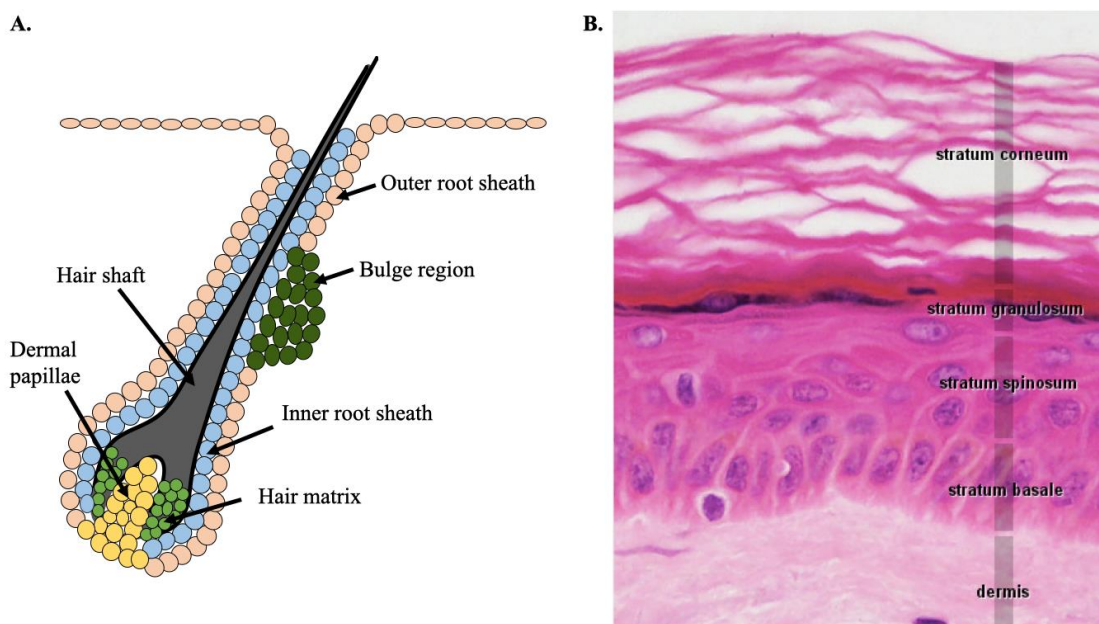 A.
Outer root sheath
Bulge region
Hair shaft
Dermal
papillae
Inner root sheath
Hair matrix
B.
stratum corneum
stratum granulosum
stratum spinosum
stratum basale
dermis